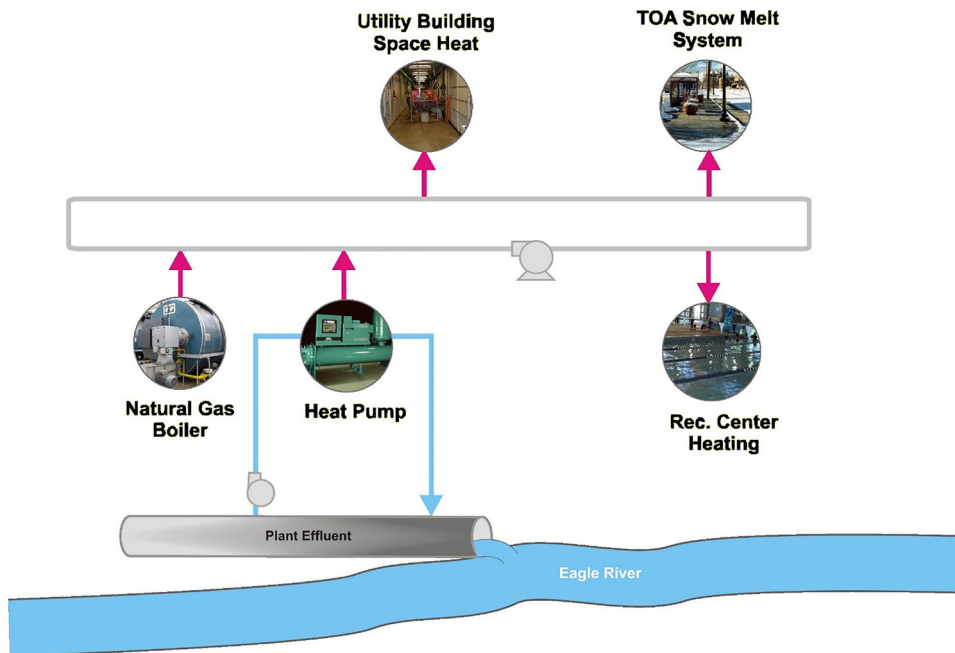 Utility Building
Space Heat
TOA Snow Melt
System
Natural Gas
Boiler
Heat Pump
Rec. Center
Heating
Plant Effluent
Eagle River